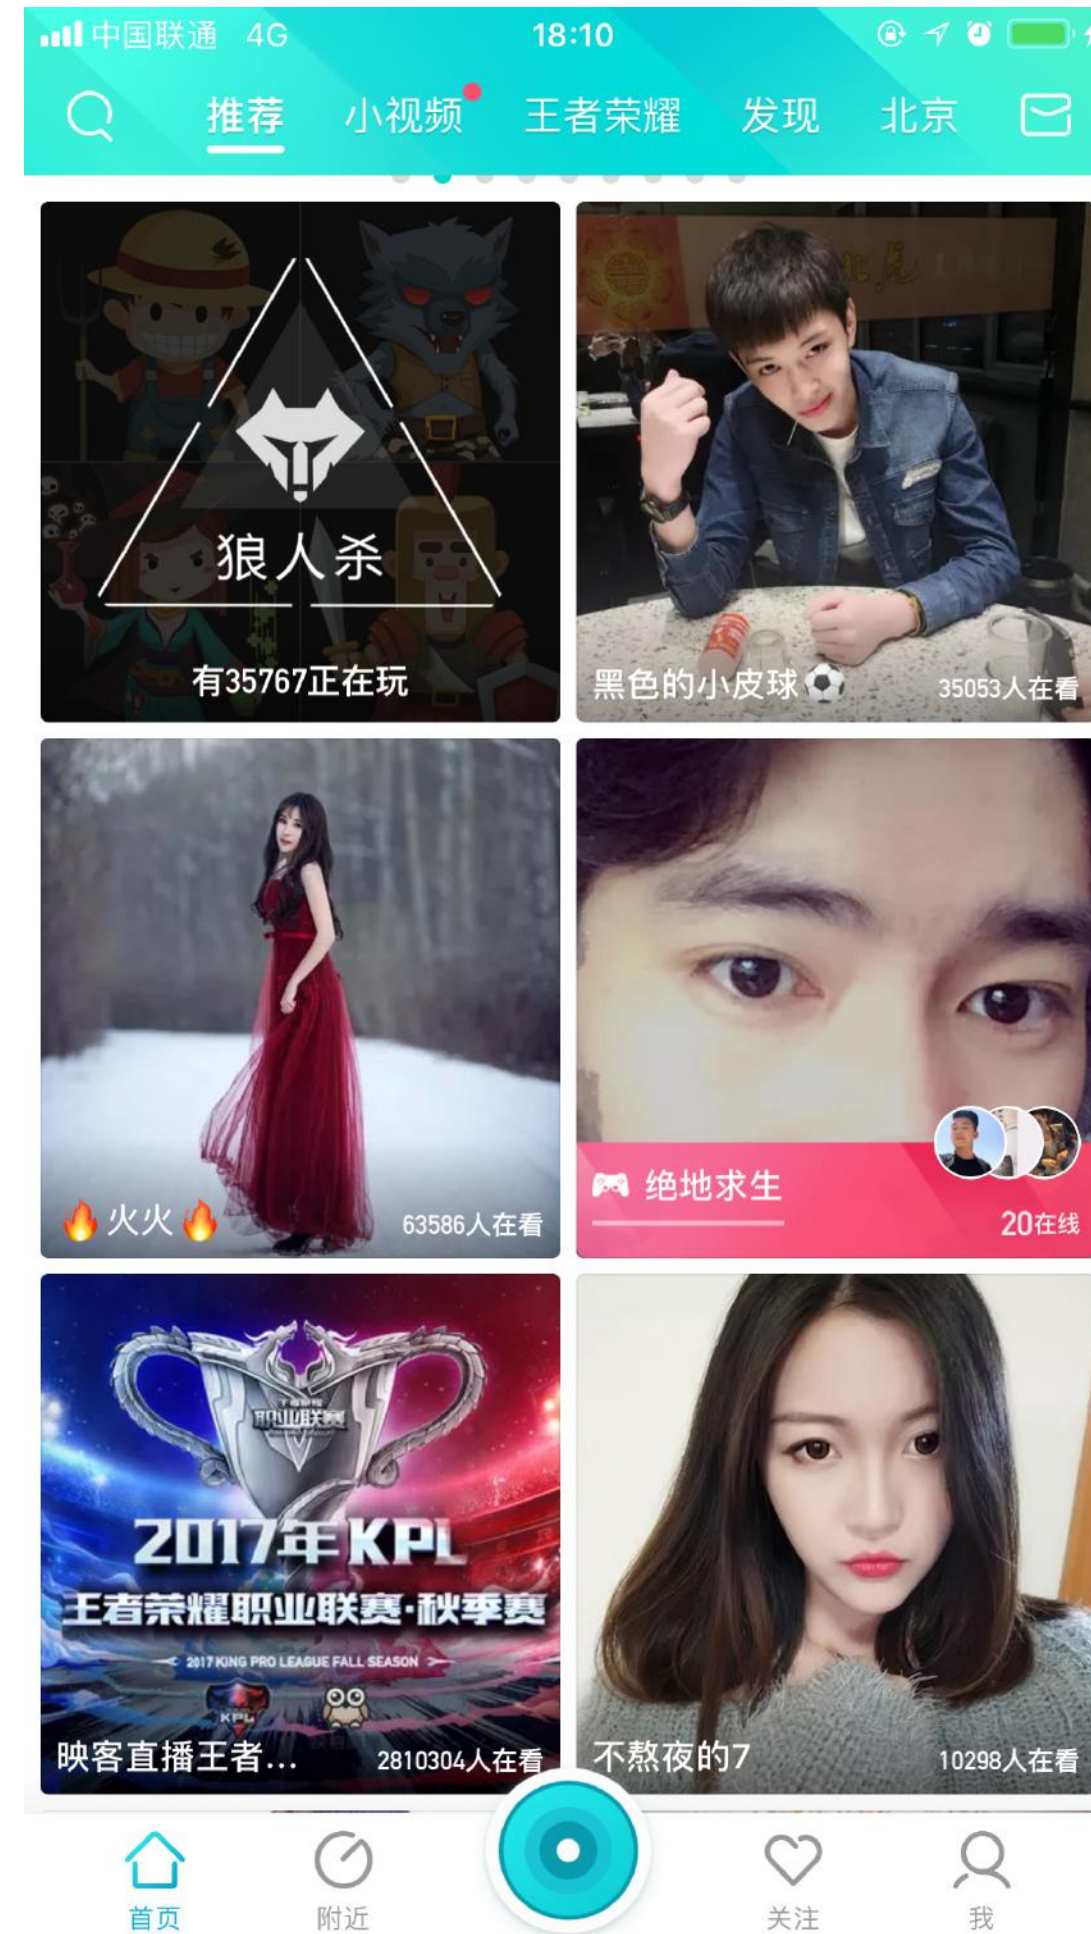 中国联通 4G 18:10
推荐 小视频 王者荣耀 发现 北京
狼人杀
有35767正在玩
黑色的小皮球⚽ 35053人在看
🔥火火🔥 63586人在看
绝地求生
20在线
职业联赛
2017年KPL
王者荣耀职业联赛·秋季赛
2017 KING PRO LEAGUE FALL SEASON
KPL
映客直播王者... 2810304人在看
不熬夜的7 10298人在看
首页 附近 关注 我